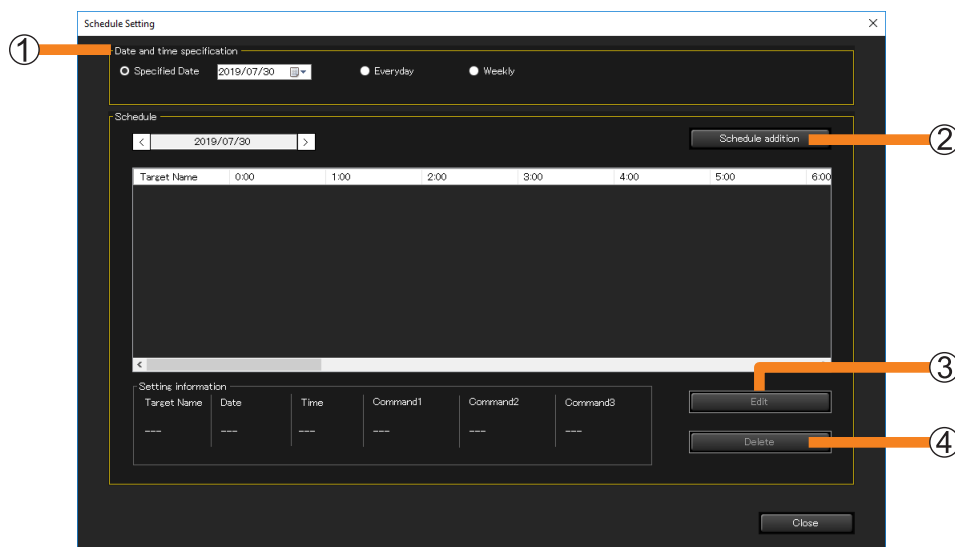 Schedule Setting
① Date and time specification
Specified Date 2019/07/30 Everyday Weekly
Schedule
< 2019/07/30 > Schedule addition ②
Target Name 0:00 1:00 2:00 3:00 4:00 5:00 6:00
③
Setting information
Target Name Date Time Command1 Command2 Command3 Edit
--- --- --- --- --- ---
Delete ④
Close